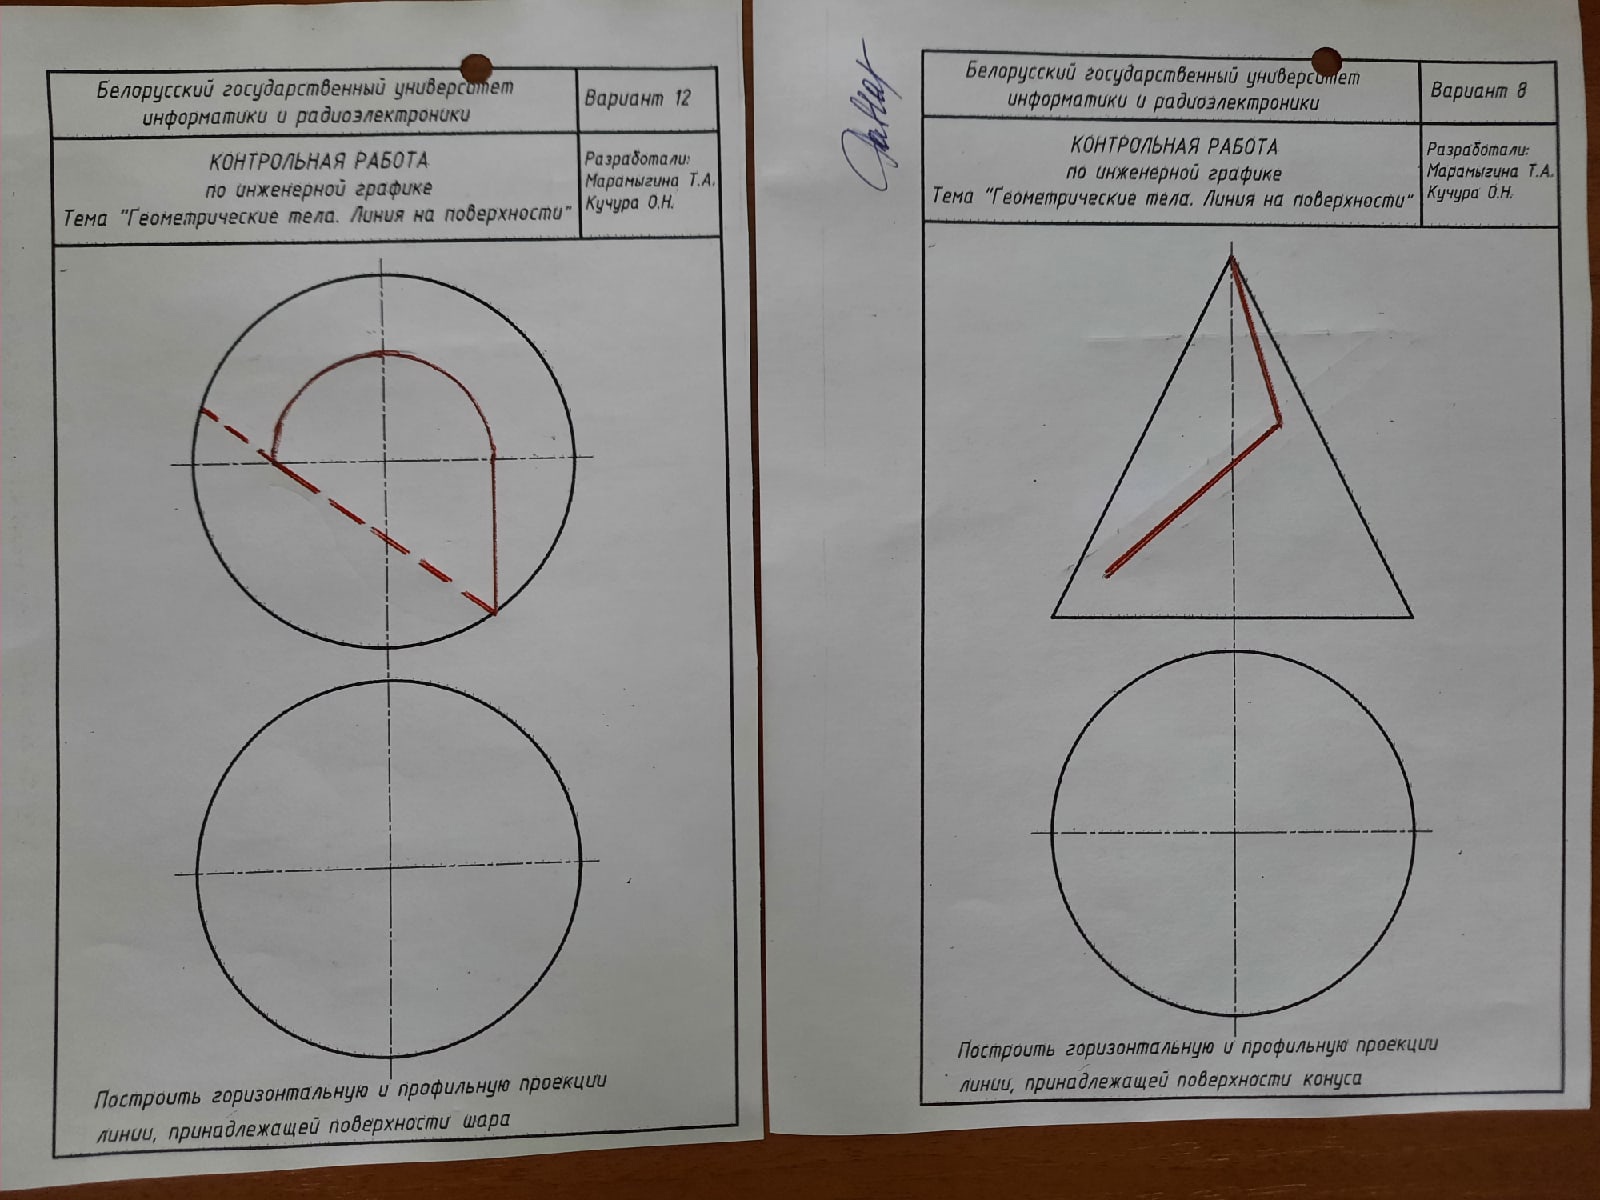 Белорусский государственный университет
информатики и радиоэлектроники
Вариант 12
КОНТРОЛЬНАЯ РАБОТА
по инженерной графике
Тема "Геометрические тела. Линия на поверхности"
Разработали:
Марамыгина Т.А.
Кучура О.Н.
Построить горизонтальную и профильную проекции
линии, принадлежащей поверхности шара
Белорусский государственный университет
информатики и радиоэлектроники
Вариант 8
КОНТРОЛЬНАЯ РАБОТА
по инженерной графике
Тема "Геометрические тела. Линия на поверхности"
Разработали:
Марамыгина Т.А.
Кучура О.Н.
Построить горизонтальную и профильную проекции
линии, принадлежащей поверхности конуса